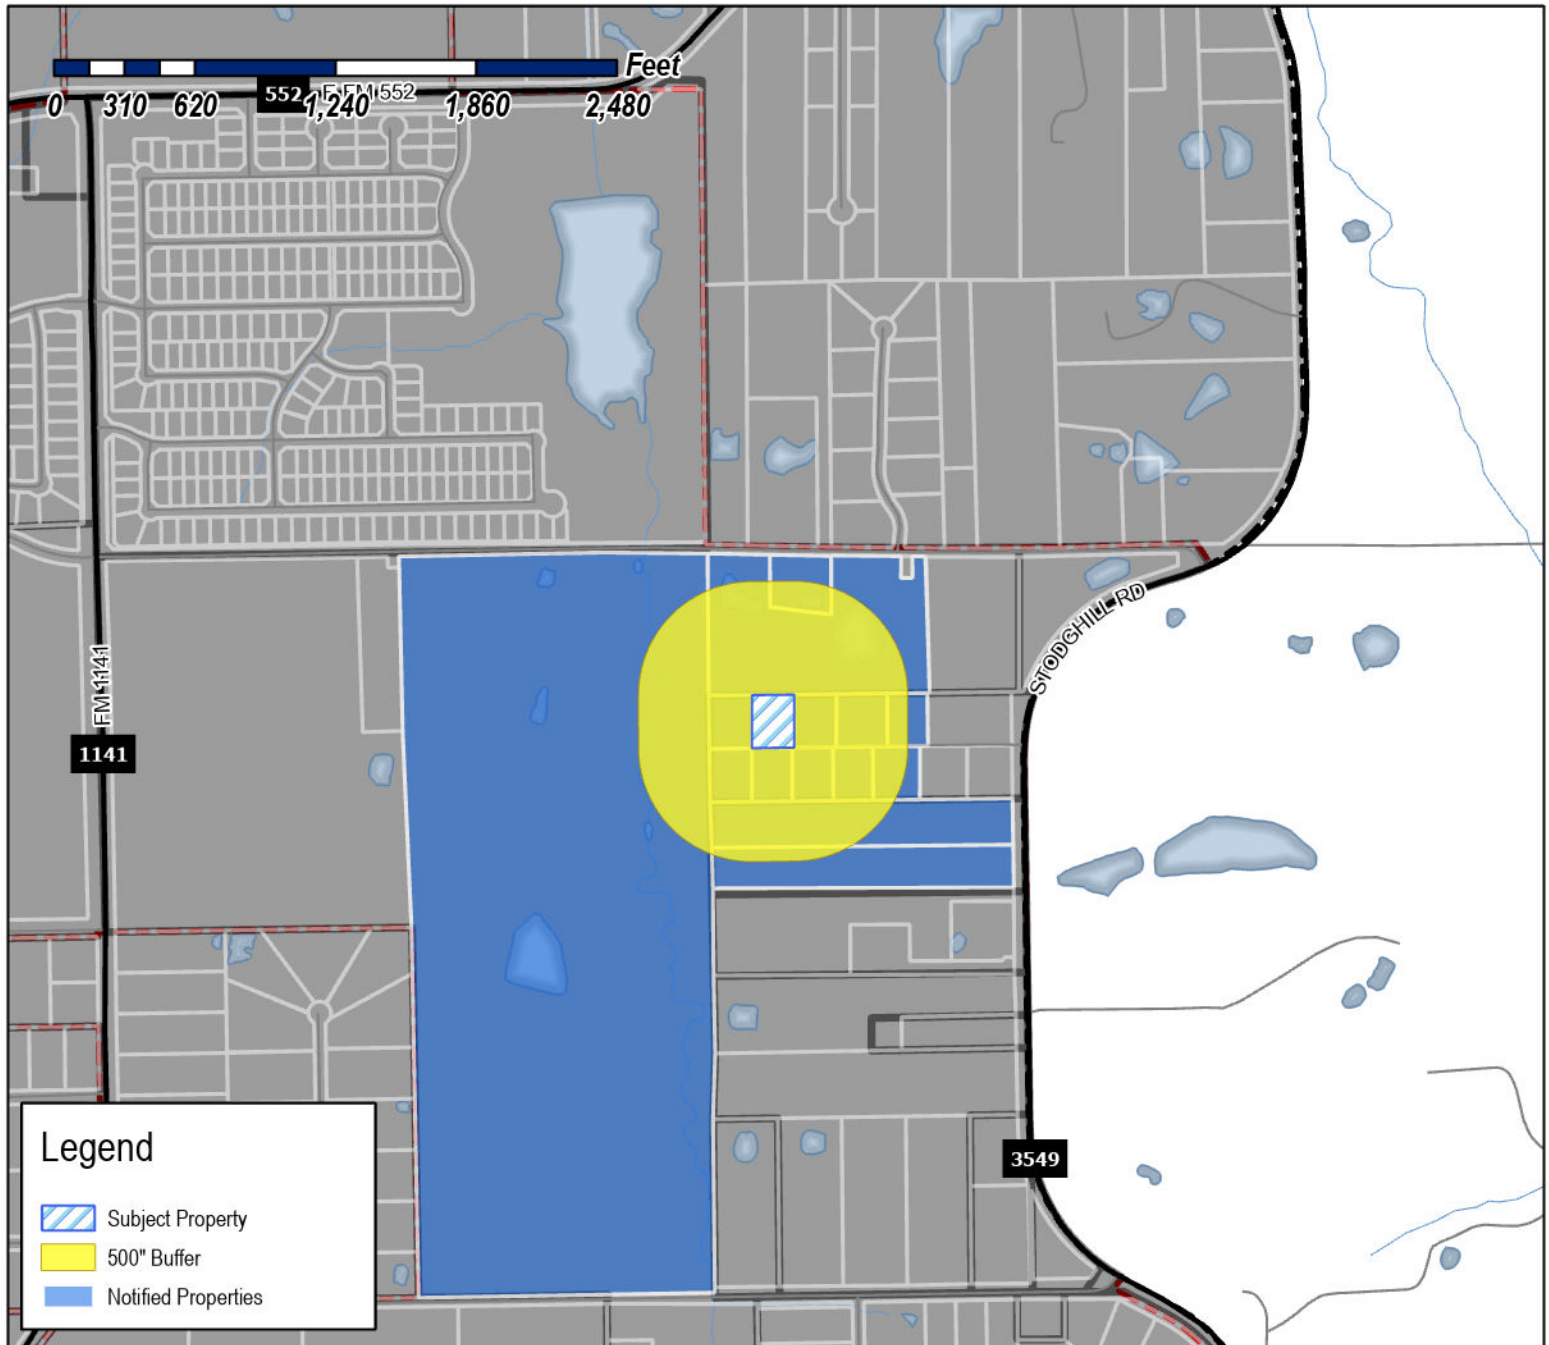 Feet
552 E FM 552
0 310 620 1,240 1,860 2,480
STODGHILL RD
FM 1141
1141
3549
Legend
Subject Property
500" Buffer
Notified Properties